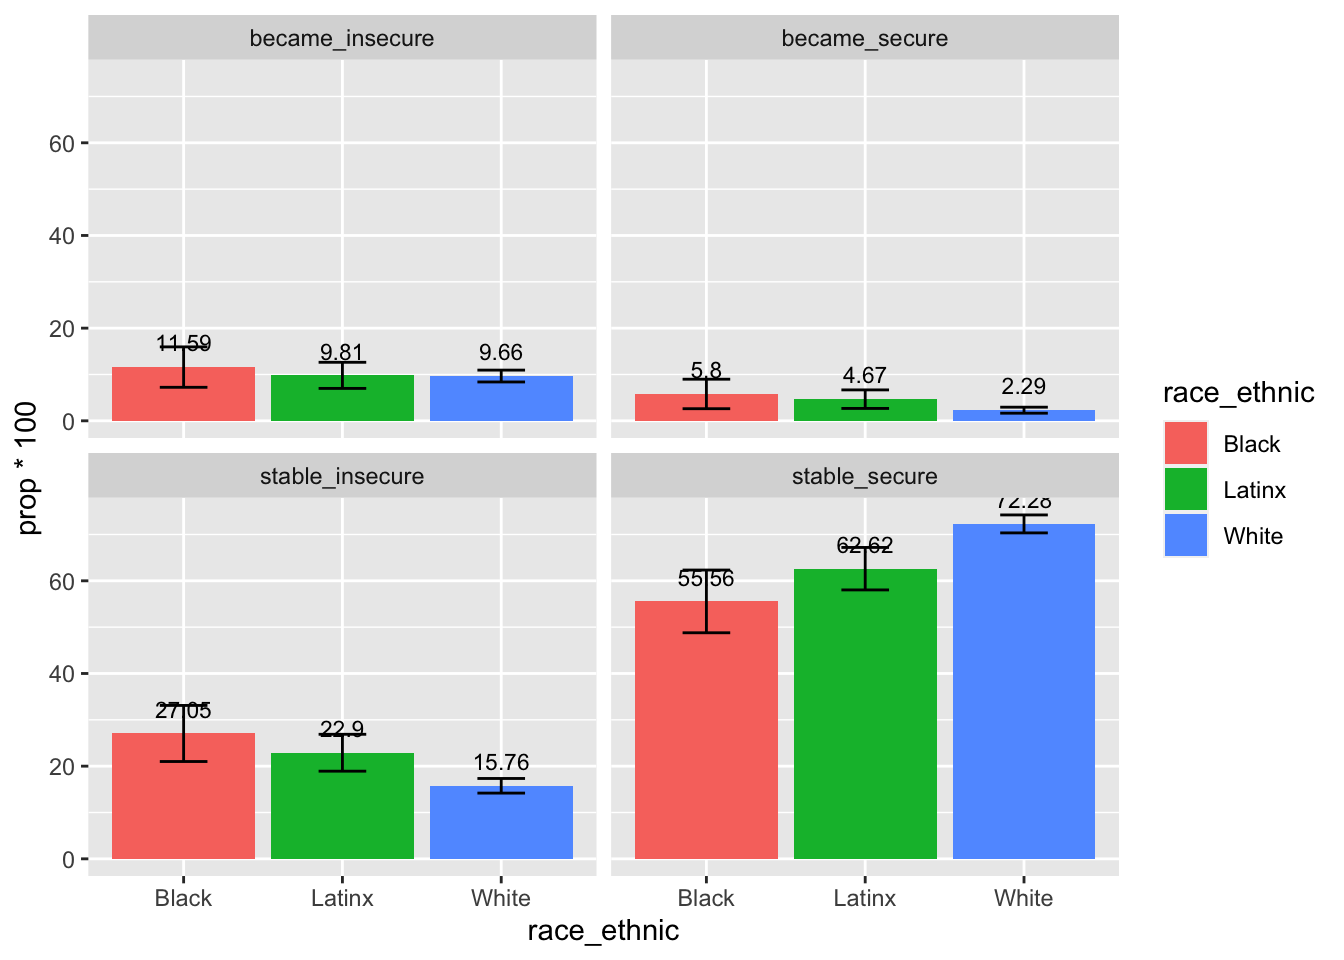 became_insecure
became_secure
60
40
20
0
11.59
9.81
9.66
5.8
4.67
2.29
stable_insecure
stable_secure
60
40
20
0
27.05
22.9
15.76
55.56
62.62
72.28
Black
Latinx
White
Black
Latinx
White
race_ethnic
prop * 100
race_ethnic
Black
Latinx
White